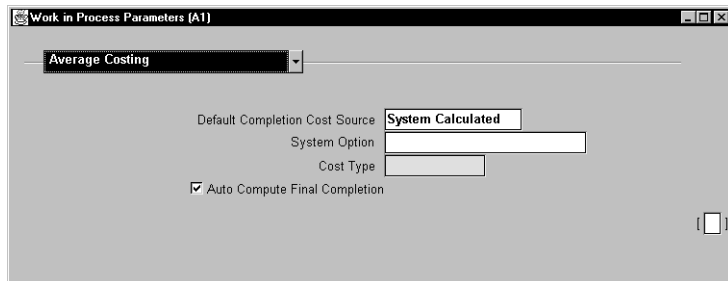 Work in Process Parameters (A1)
Average Costing
Default Completion Cost Source System Calculated
System Option
Cost Type
Auto Compute Final Completion
[ ]